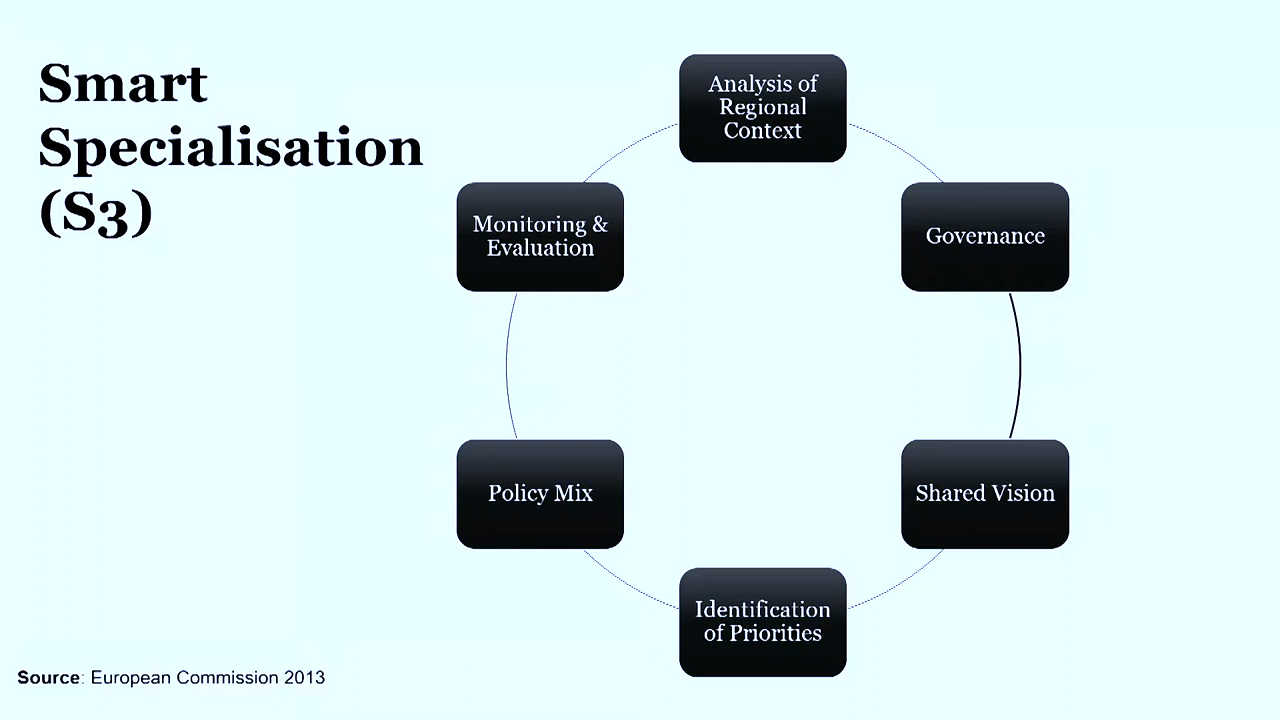 Smart
Specialisation
(S3)
Analysis of
Regional
Context
Governance
Shared Vision
Identification
of Priorities
Policy Mix
Monitoring &
Evaluation
Source: European Commission 2013